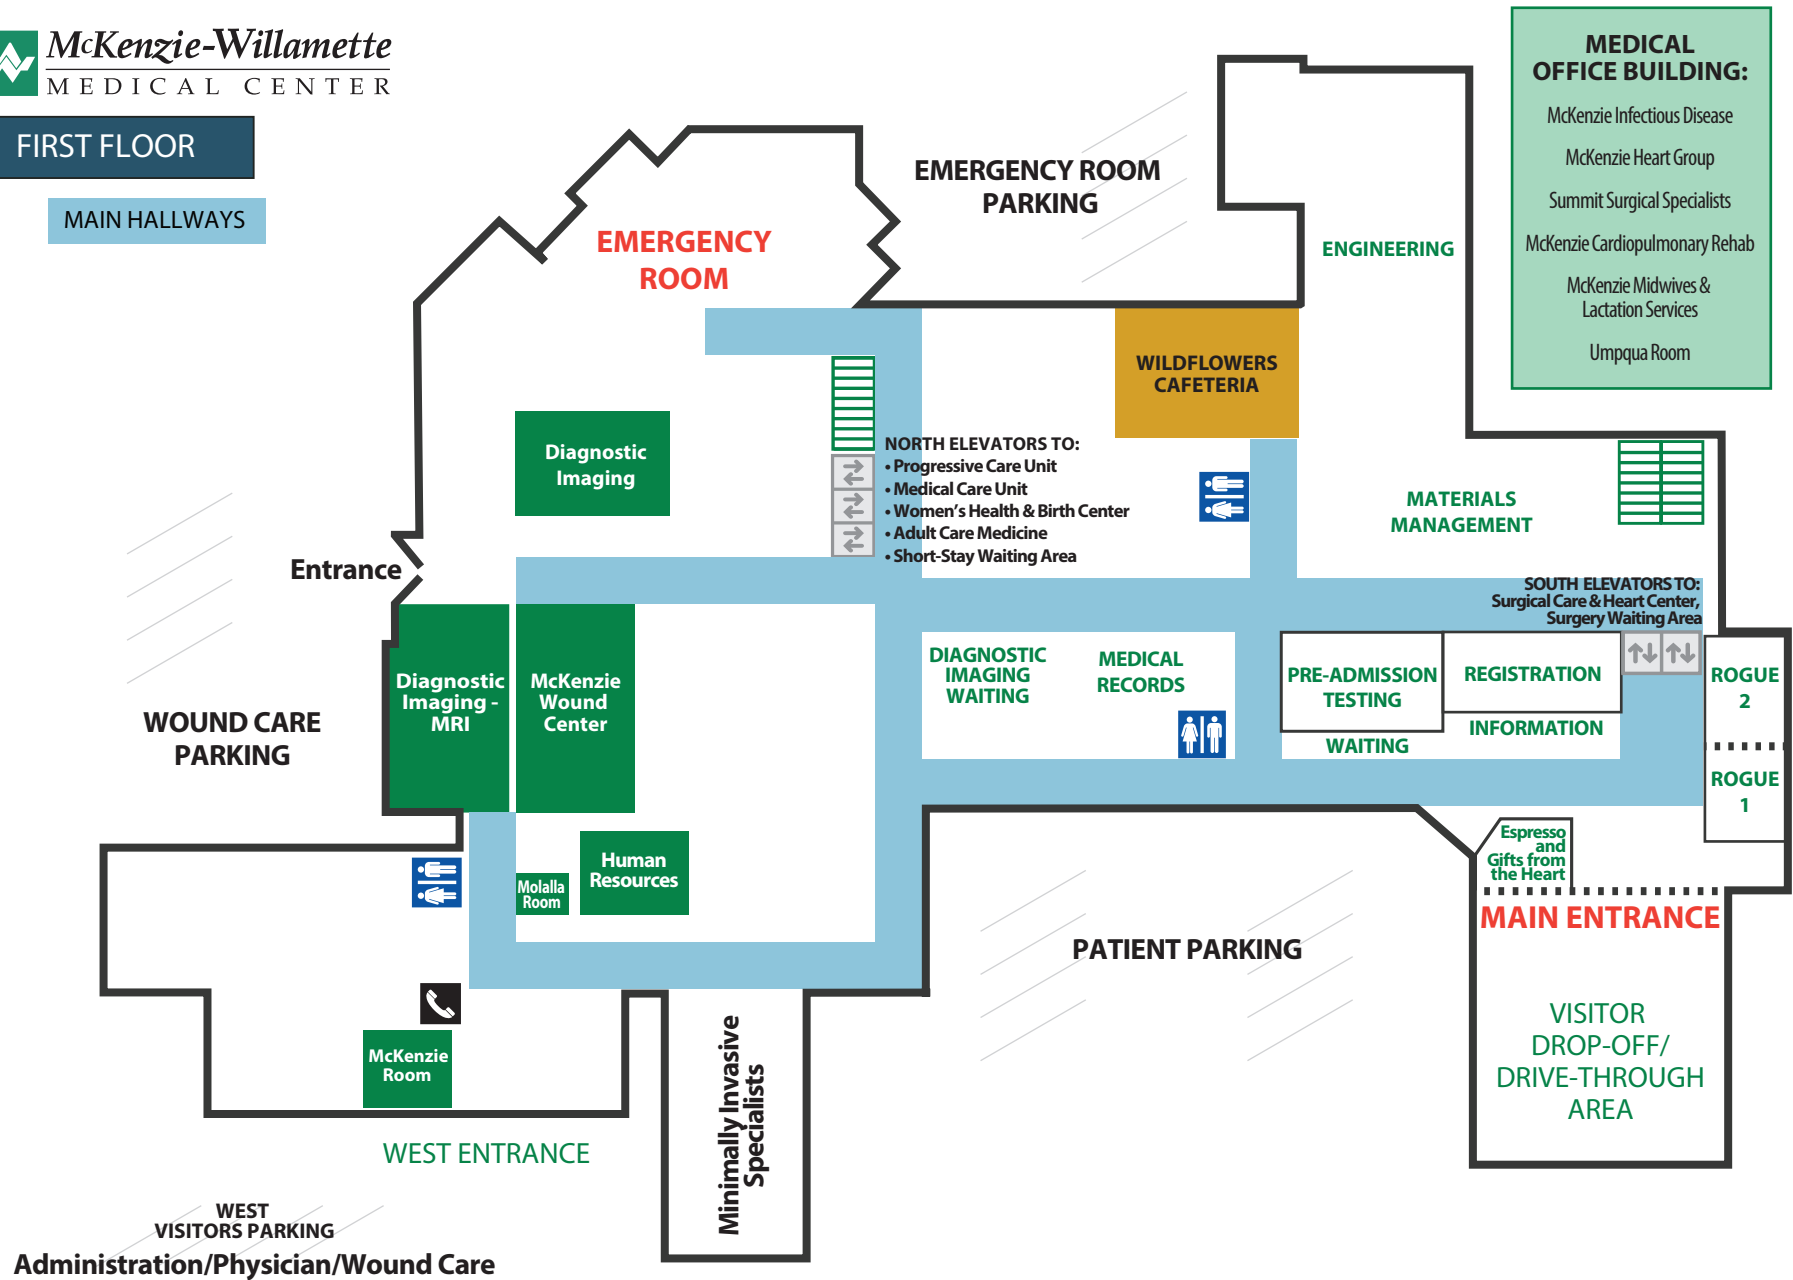 McKenzie-Willamette
MEDICAL CENTER
FIRST FLOOR
MAIN HALLWAYS
MEDICAL
OFFICE BUILDING:
McKenzie Infectious Disease
McKenzie Heart Group
Summit Surgical Specialists
McKenzie Cardiopulmonary Rehab
McKenzie Midwives &
Lactation Services
Umpqua Room
EMERGENCY ROOM
PARKING
EMERGENCY
ROOM
ENGINEERING
WILDFLOWERS
CAFETERIA
Diagnostic
Imaging
NORTH ELEVATORS TO:
• Progressive Care Unit
• Medical Care Unit
• Women's Health & Birth Center
• Adult Care Medicine
• Short-Stay Waiting Area
MATERIALS
MANAGEMENT
Entrance
SOUTH ELEVATORS TO:
Surgical Care & Heart Center,
Surgery Waiting Area
DIAGNOSTIC
IMAGING
WAITING
MEDICAL
RECORDS
PRE-ADMISSION
TESTING
REGISTRATION
ROGUE
2
Diagnostic
Imaging -
MRI
McKenzie
Wound
Center
WOUND CARE
PARKING
WAITING
INFORMATION
ROGUE
1
Espresso
and
Gifts from
the Heart
Human
Resources
Molalla
Room
MAIN ENTRANCE
PATIENT PARKING
VISITOR
DROP-OFF/
DRIVE-THROUGH
AREA
McKenzie
Room
Minimally Invasive
Specialists
WEST ENTRANCE
WEST
VISITORS PARKING
Administration/Physician/Wound Care